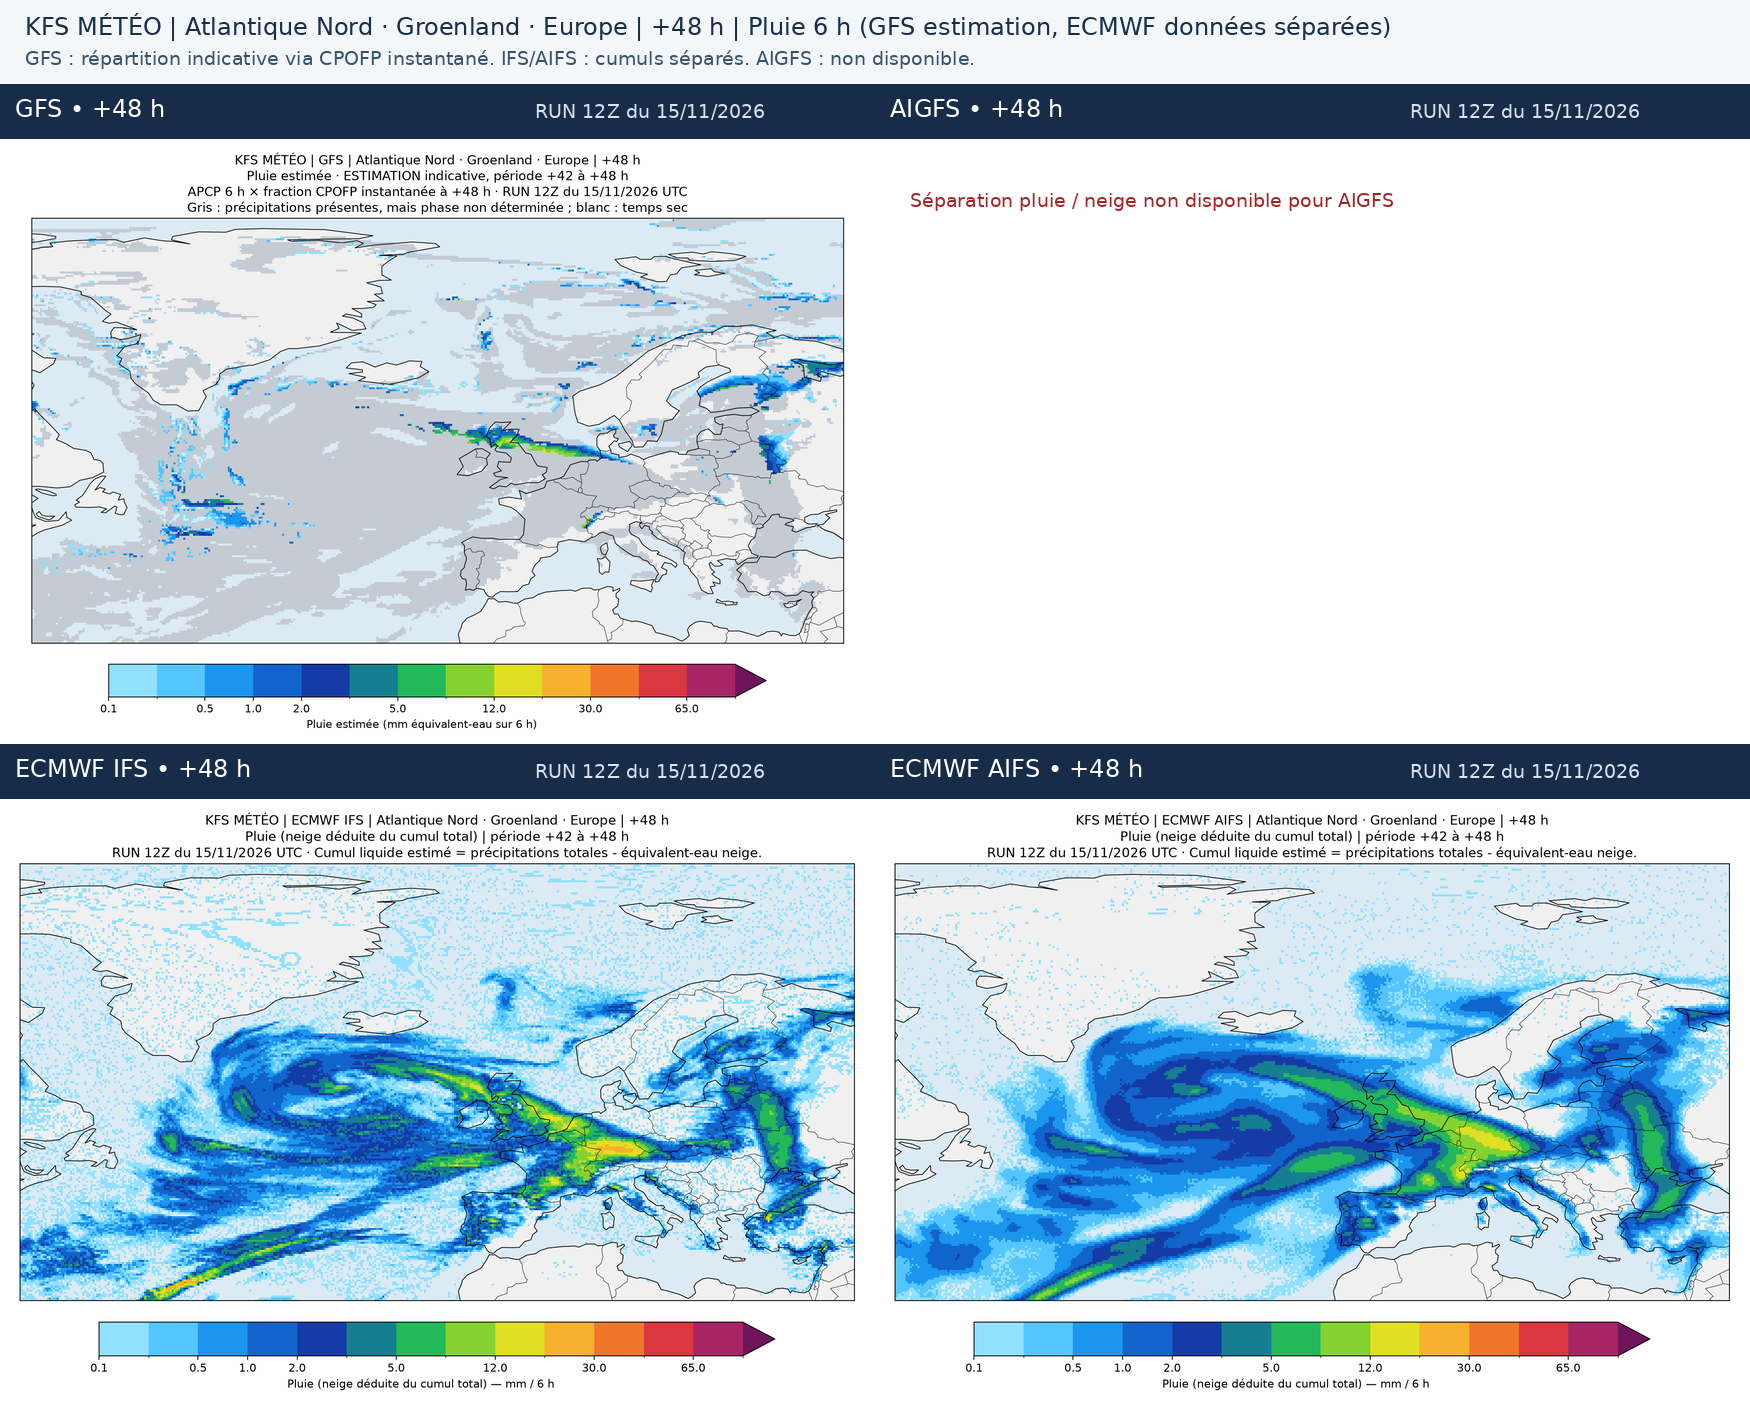 KFS MÉTÉO | Atlantique Nord · Groenland · Europe | +48 h | Pluie 6 h (GFS estimation, ECMWF données séparées)
GFS : répartition indicative via CPOFP instantané. IFS/AIFS : cumuls séparés. AIGFS : non disponible.
GFS • +48 h
RUN 12Z du 15/11/2026
AIGFS • +48 h
RUN 12Z du 15/11/2026
KFS MÉTÉO | GFS | Atlantique Nord · Groenland · Europe | +48 h
Pluie estimée · ESTIMATION indicative, période +42 à +48 h
APCP 6 h × fraction CPOFP instantanée à +48 h · RUN 12Z du 15/11/2026 UTC
Gris : précipitations présentes, mais phase non déterminée ; blanc : temps sec
Séparation pluie / neige non disponible pour AIGFS
0.1 0.5 1.0 2.0 5.0 12.0 30.0 65.0
Pluie estimée (mm équivalent-eau sur 6 h)
ECMWF IFS • +48 h
RUN 12Z du 15/11/2026
ECMWF AIFS • +48 h
RUN 12Z du 15/11/2026
KFS MÉTÉO | ECMWF IFS | Atlantique Nord · Groenland · Europe | +48 h
Pluie (neige déduite du cumul total) | période +42 à +48 h
RUN 12Z du 15/11/2026 UTC · Cumul liquide estimé = précipitations totales - équivalent-eau neige.
KFS MÉTÉO | ECMWF AIFS | Atlantique Nord · Groenland · Europe | +48 h
Pluie (neige déduite du cumul total) | période +42 à +48 h
RUN 12Z du 15/11/2026 UTC · Cumul liquide estimé = précipitations totales - équivalent-eau neige.
0.1 0.5 1.0 2.0 5.0 12.0 30.0 65.0
Pluie (neige déduite du cumul total) — mm / 6 h
0.1 0.5 1.0 2.0 5.0 12.0 30.0 65.0
Pluie (neige déduite du cumul total) — mm / 6 h